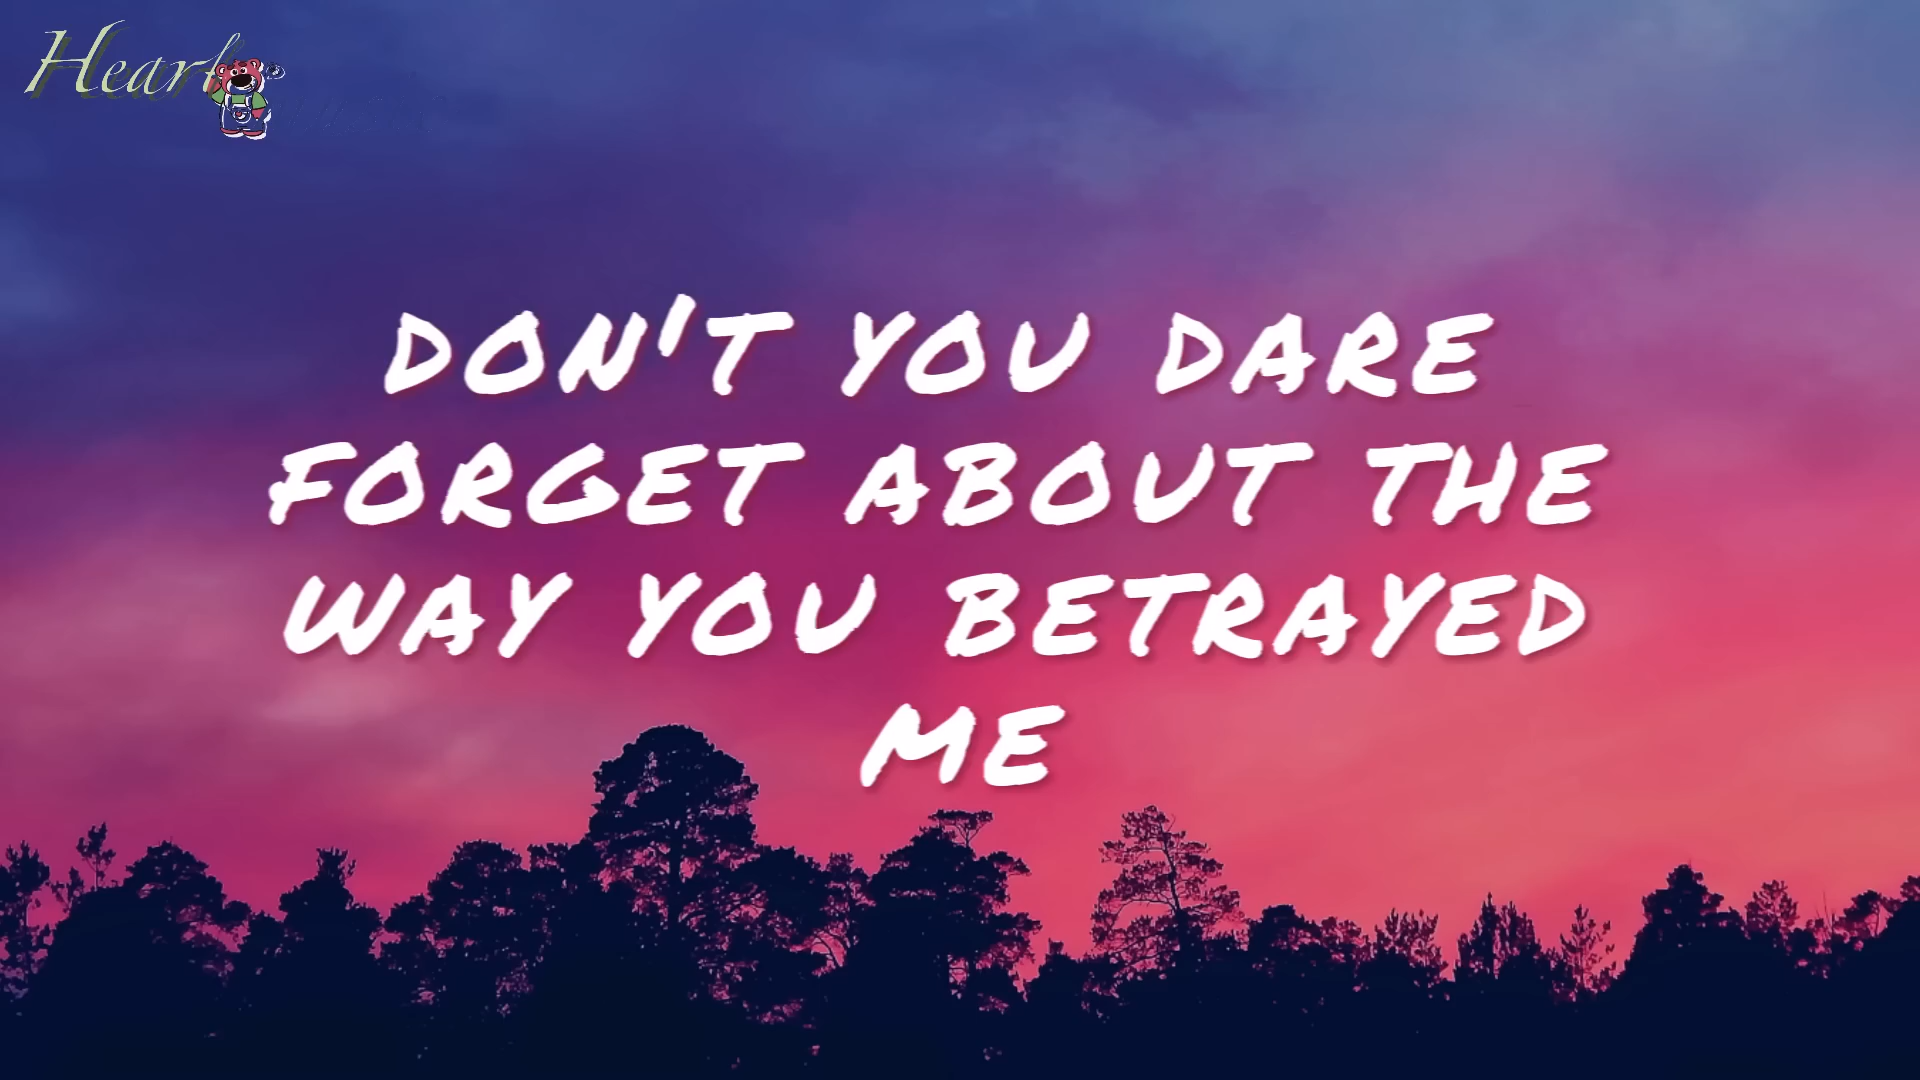 Heart
DON'T YOU DARE
FORGET ABOUT THE
WAY YOU BETRAYED
ME